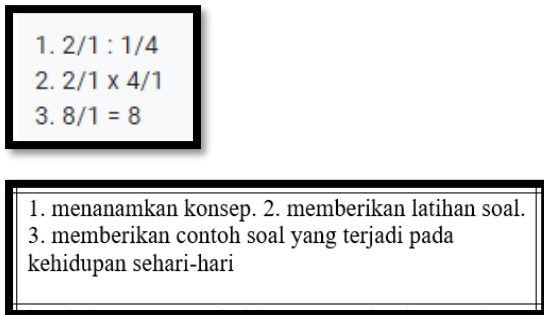 1. 2/1 : 1/4
2. 2/1 x 4/1
3. 8/1 = 8
1. menanamkan konsep. 2. memberikan latihan soal.
3. memberikan contoh soal yang terjadi pada
kehidupan sehari-hari